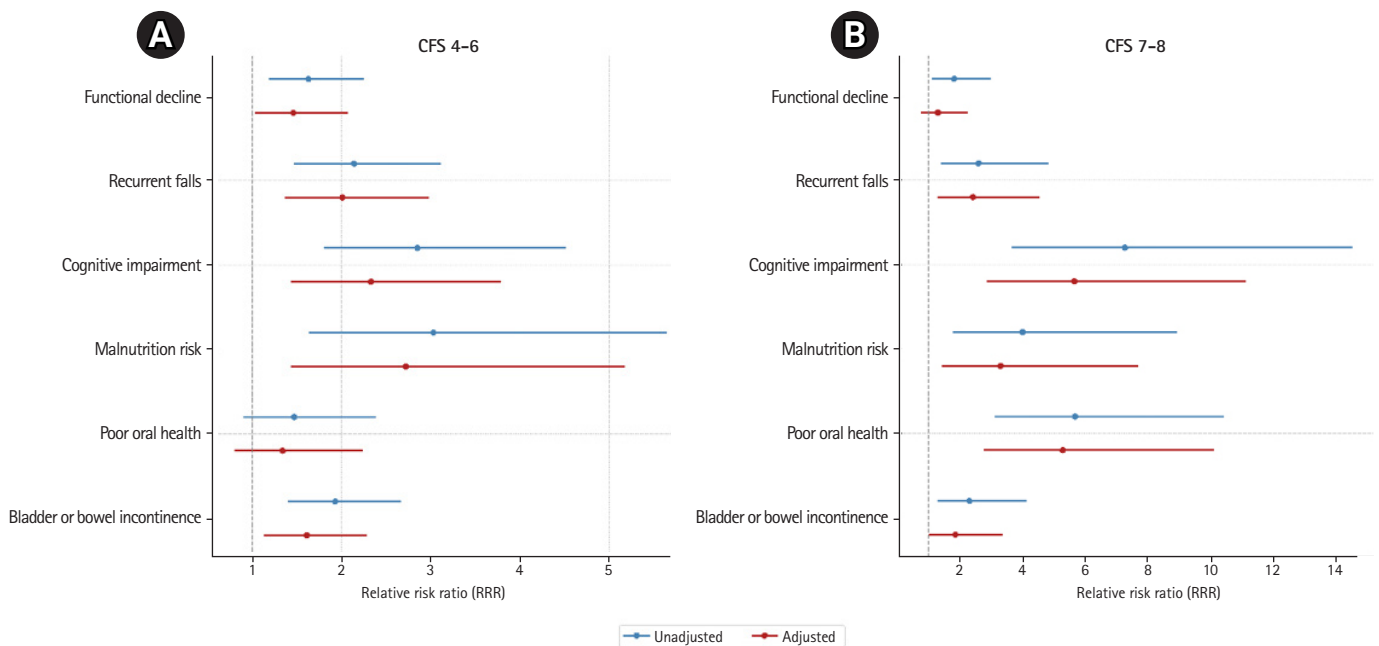 A
CFS 4–6
Functional decline
Recurrent falls
Cognitive impairment
Malnutrition risk
Poor oral health
Bladder or bowel incontinence
1 2 3 4 5
Relative risk ratio (RRR)
B
CFS 7–8
Functional decline
Recurrent falls
Cognitive impairment
Malnutrition risk
Poor oral health
Bladder or bowel incontinence
2 4 6 8 10 12 14
Relative risk ratio (RRR)
Unadjusted Adjusted